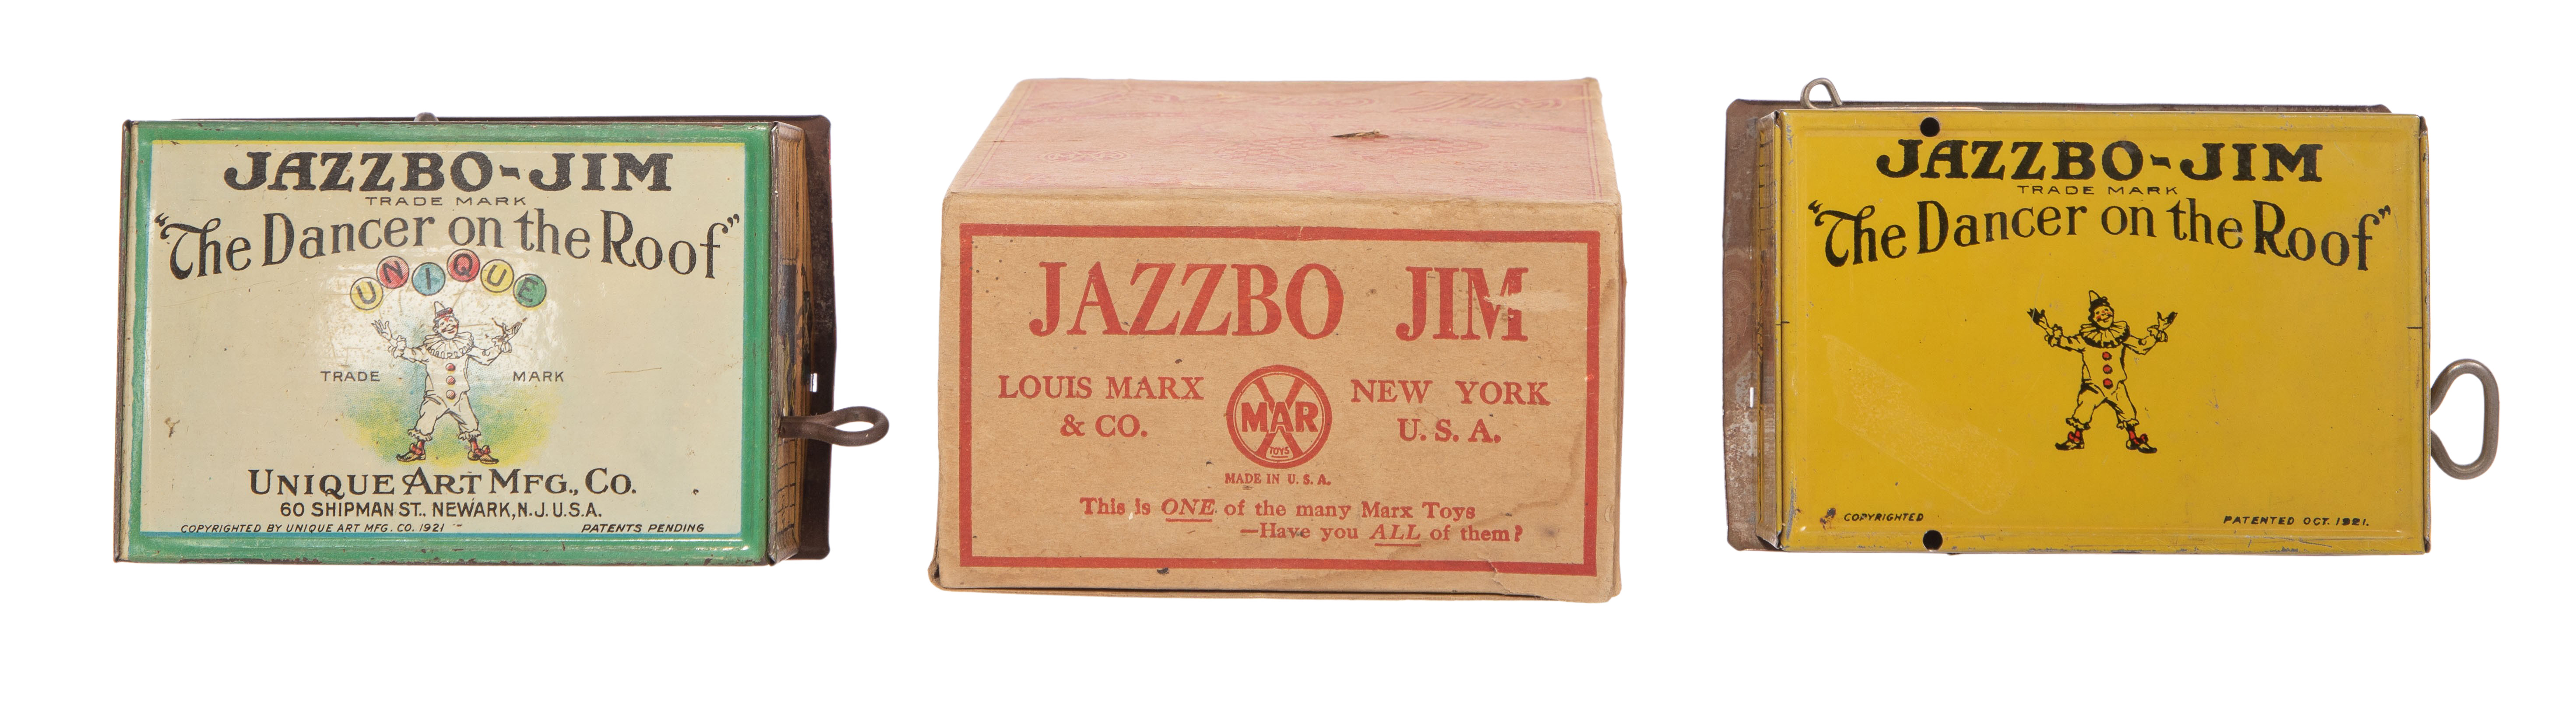 JAZZBO-JIM
TRADE MARK
"The Dancer on the Roof"
UNIQUE
TRADE MARK
UNIQUE ART MFG., CO.
60 SHIPMAN ST., NEWARK, N.J. U.S.A.
COPYRIGHTED BY UNIQUE ART MFG. CO. 1921 PATENTS PENDING
JAZZBO JIM
LOUIS MARX
& CO.
MAR
X
TOYS
NEW YORK
U. S. A.
MADE IN U. S. A.
This is ONE of the many Marx Toys
—Have you ALL of them?
JAZZBO-JIM
TRADE MARK
"The Dancer on the Roof"
COPYRIGHTED PATENTED OCT. 1921.